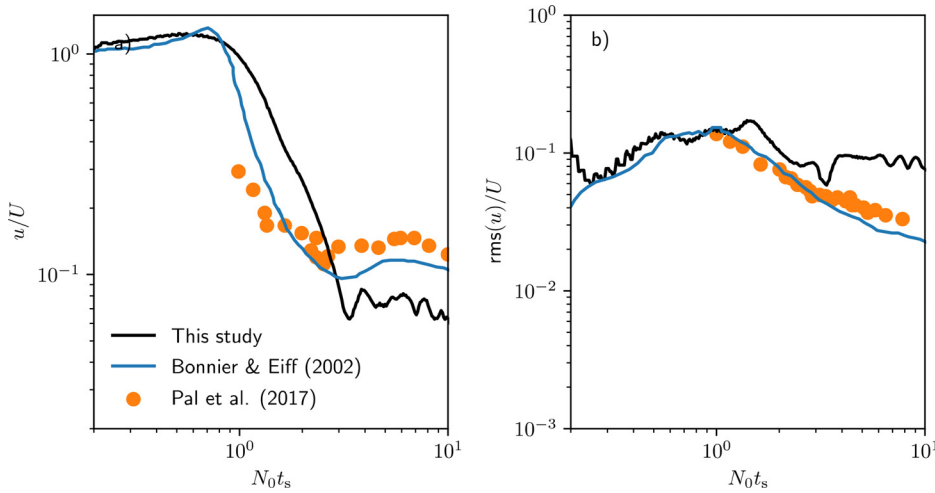 a)
10^0
10^{-1}
u/U
This study
Bonnier & Eiff (2002)
Pal et al. (2017)
10^0
10^1
N_0t_s
b)
10^0
10^{-1}
10^{-2}
10^{-3}
rms(u)/U
10^0
10^1
N_0t_s